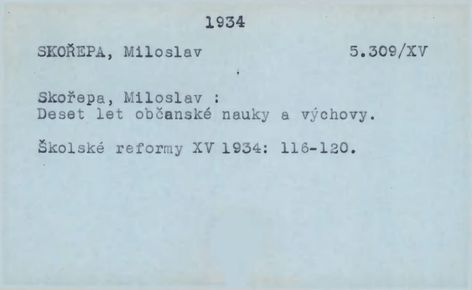 1934
SKOŘEPA, Miloslav 5.309/XV
Skořepa, Miloslav :
Deset let občanské nauky a výchovy.
Školské reformy XV 1934: 116-120.